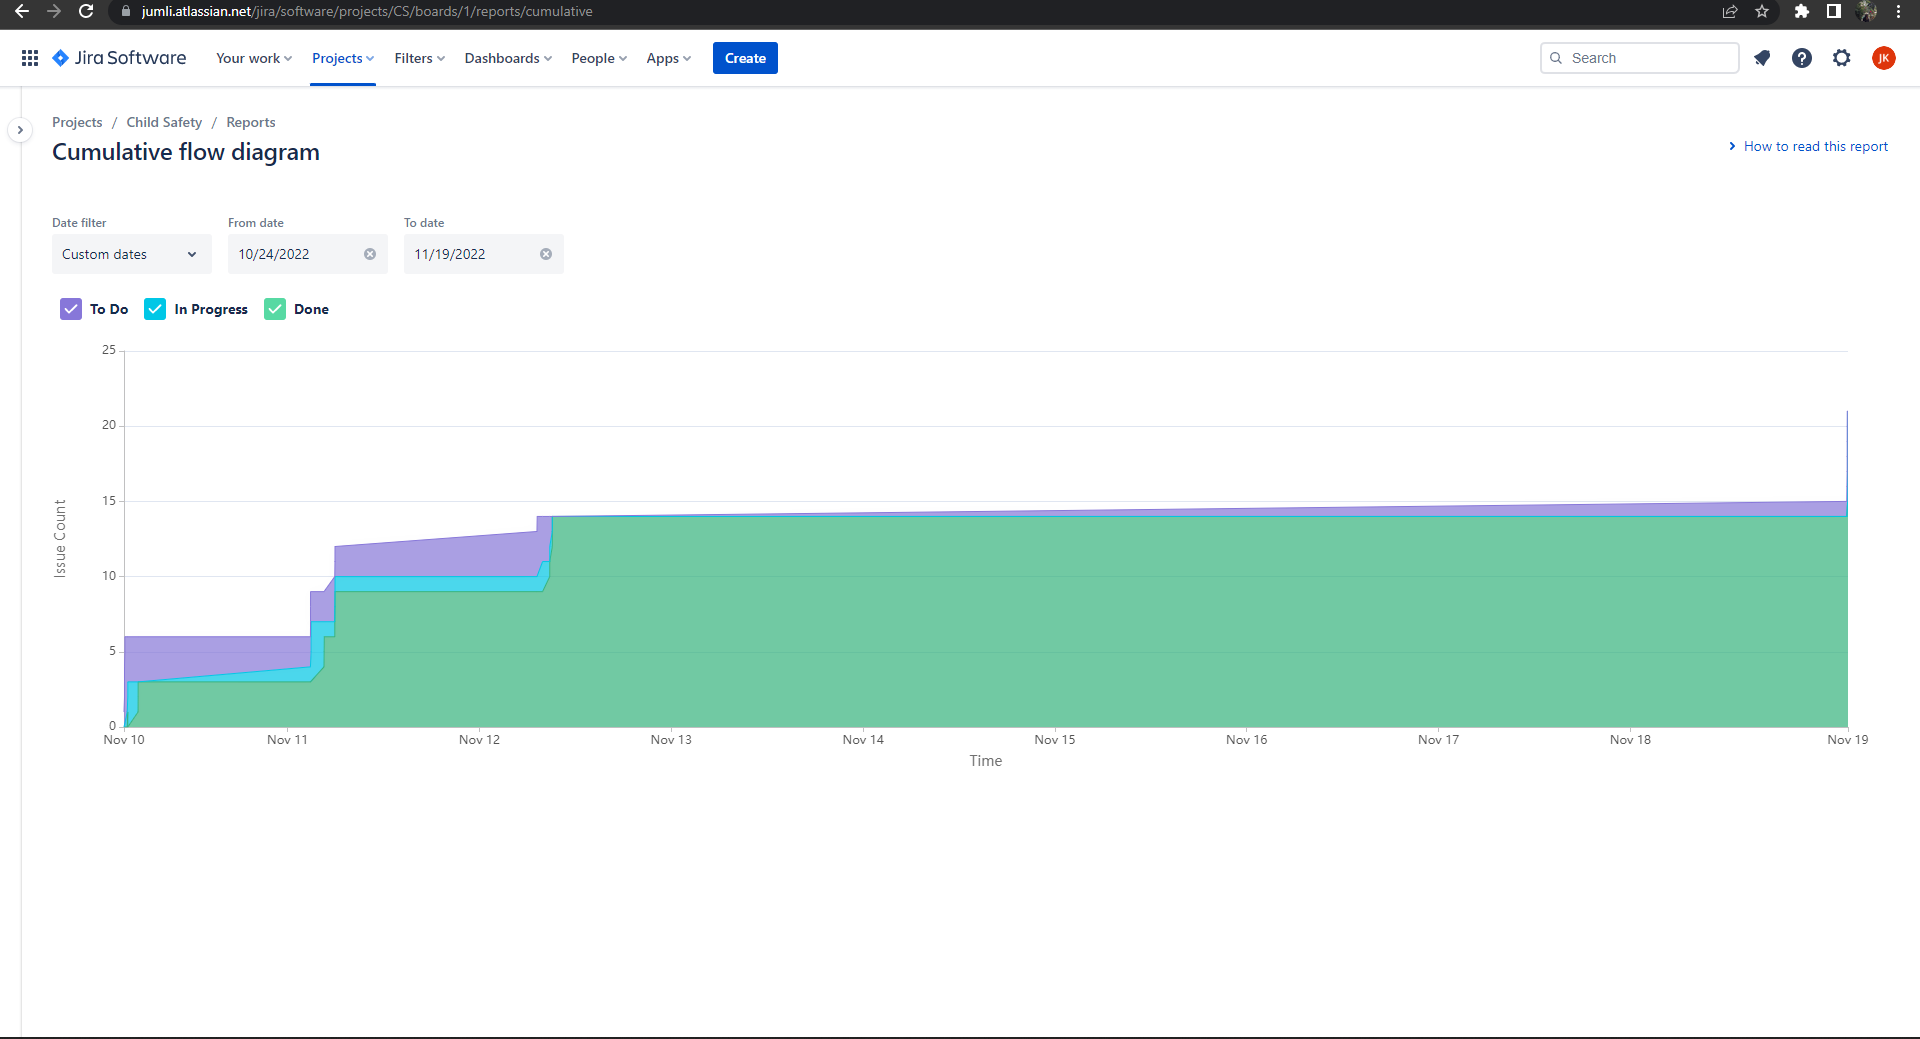 jumli.atlassian.net/jira/software/projects/CS/boards/1/reports/cumulative
Jira Software Your work Projects Filters Dashboards People Apps Create Search JK
Projects / Child Safety / Reports
Cumulative flow diagram
How to read this report
Date filter From date To date
Custom dates 10/24/2022 11/19/2022
To Do In Progress Done
25
20
15
10
5
0
Issue Count
Nov 10 Nov 11 Nov 12 Nov 13 Nov 14 Nov 15 Nov 16 Nov 17 Nov 18 Nov 19
Time